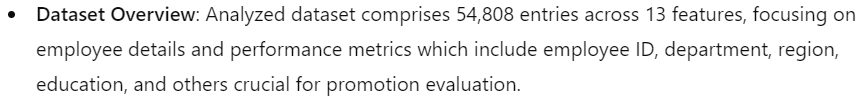 • Dataset Overview: Analyzed dataset comprises 54,808 entries across 13 features, focusing on
employee details and performance metrics which include employee ID, department, region,
education, and others crucial for promotion evaluation.